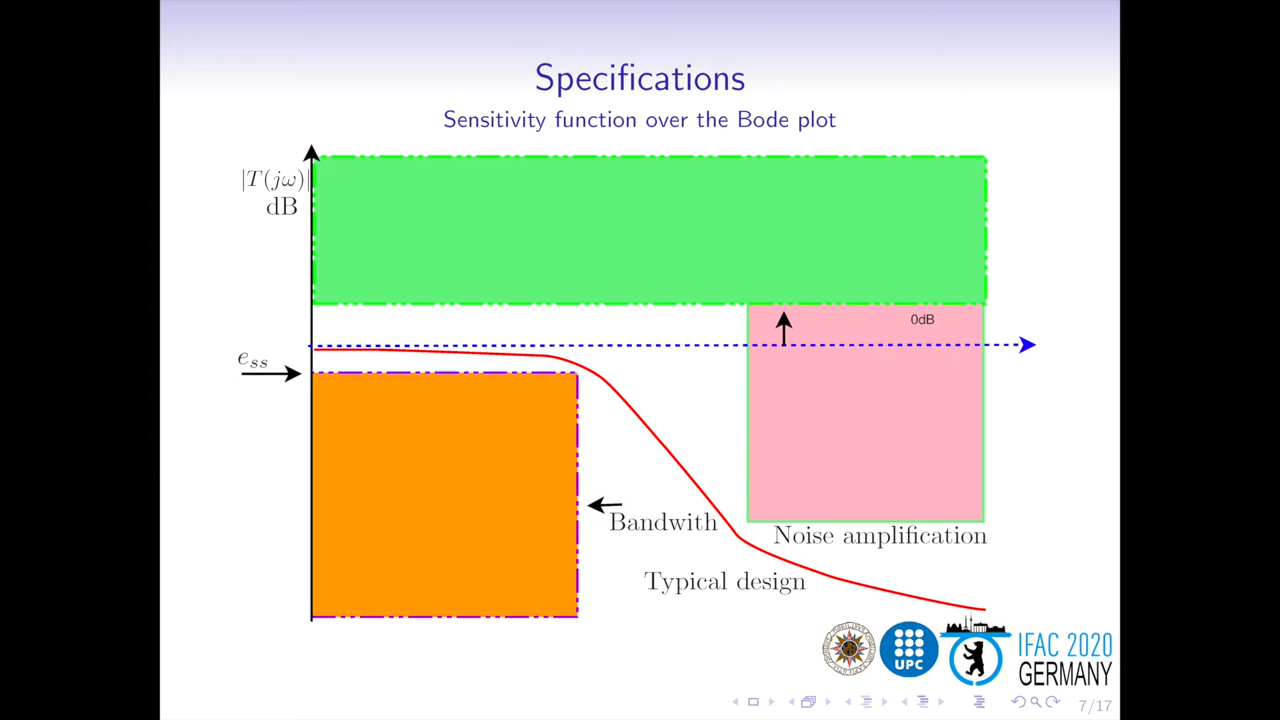 Specifications
Sensitivity function over the Bode plot
|T(jω)|
dB
0dB
e_ss
Bandwith
Noise amplification
Typical design
UPC
IFAC 2020
GERMANY
7/17